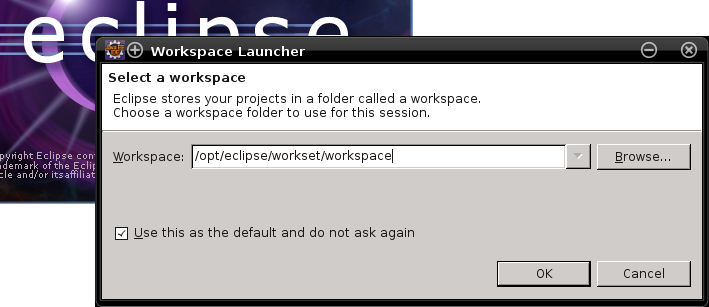 eclipse
Workspace Launcher
Select a workspace
Eclipse stores your projects in a folder called a workspace.
Choose a workspace folder to use for this session.
pyright Eclipse con
demark of the Eclip
cle and/or itsaffiliat
Workspace: /opt/eclipse/workset/workspace Browse...
Use this as the default and do not ask again
OK Cancel